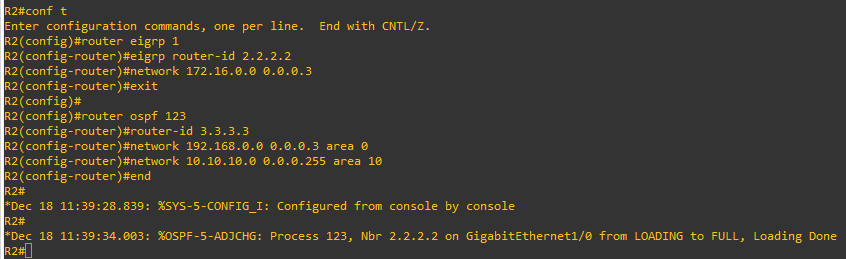 R2#conf t
Enter configuration commands, one per line.  End with CNTL/Z.
R2(config)#router eigrp 1
R2(config-router)#eigrp router-id 2.2.2.2
R2(config-router)#network 172.16.0.0 0.0.0.3
R2(config-router)#exit
R2(config)#
R2(config)#router ospf 123
R2(config-router)#router-id 3.3.3.3
R2(config-router)#network 192.168.0.0 0.0.0.3 area 0
R2(config-router)#network 10.10.10.0 0.0.0.255 area 10
R2(config-router)#end
R2#
*Dec 18 11:39:28.839: %SYS-5-CONFIG_I: Configured from console by console
R2#
*Dec 18 11:39:34.003: %OSPF-5-ADJCHG: Process 123, Nbr 2.2.2.2 on GigabitEthernet1/0 from LOADING to FULL, Loading Done
R2#